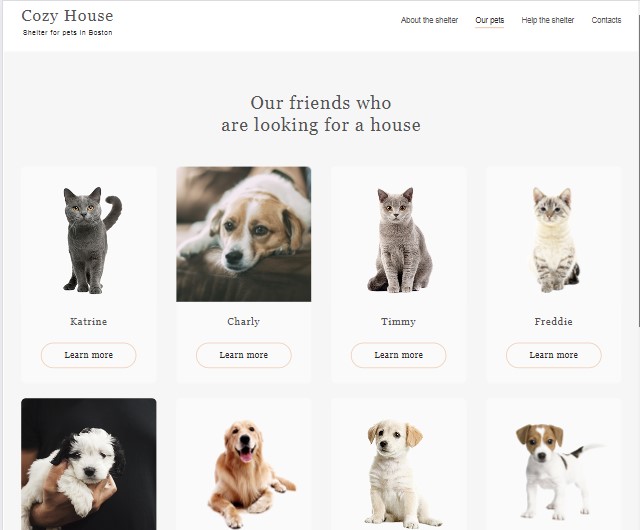 Cozy House
Shelter for pets in Boston
About the shelter Our pets Help the shelter Contacts
Our friends who
are looking for a house
Katrine Charly Timmy Freddie
Learn more Learn more Learn more Learn more